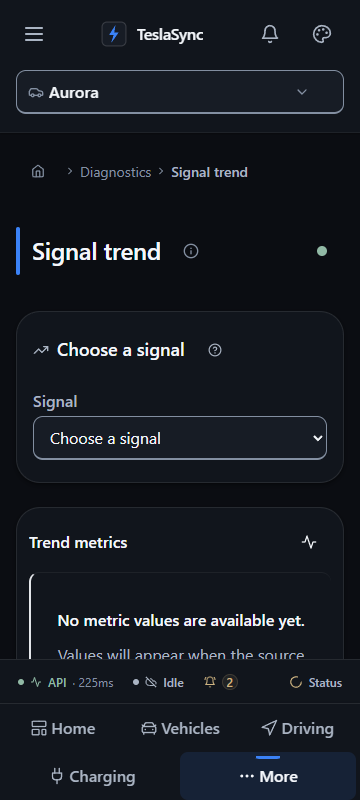 TeslaSync
Aurora
Diagnostics > Signal trend
Signal trend
Choose a signal
Signal
Choose a signal
Trend metrics
No metric values are available yet.
Values will appear when the source
API · 225ms Idle 2 Status
Home Vehicles Driving
Charging More